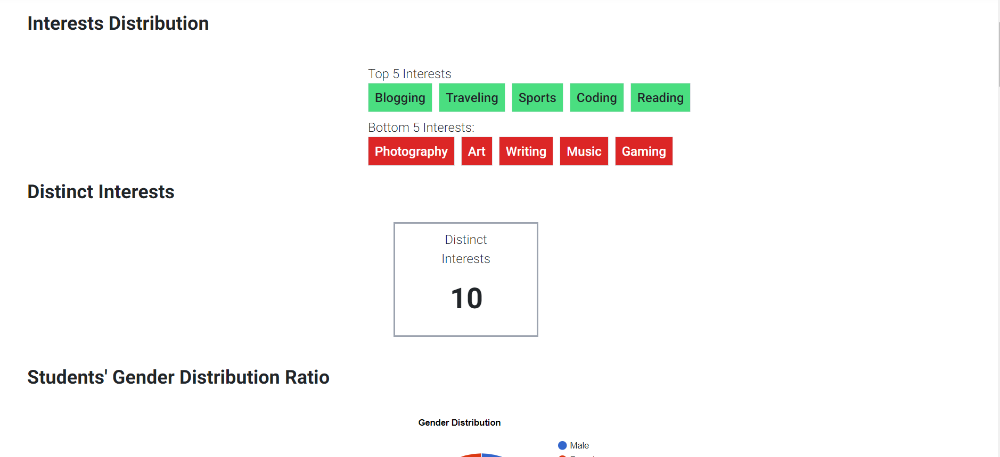 Interests Distribution
Top 5 Interests
Blogging Traveling Sports Coding Reading
Bottom 5 Interests:
Photography Art Writing Music Gaming
Distinct Interests
Distinct
Interests
10
Students' Gender Distribution Ratio
Gender Distribution
Male